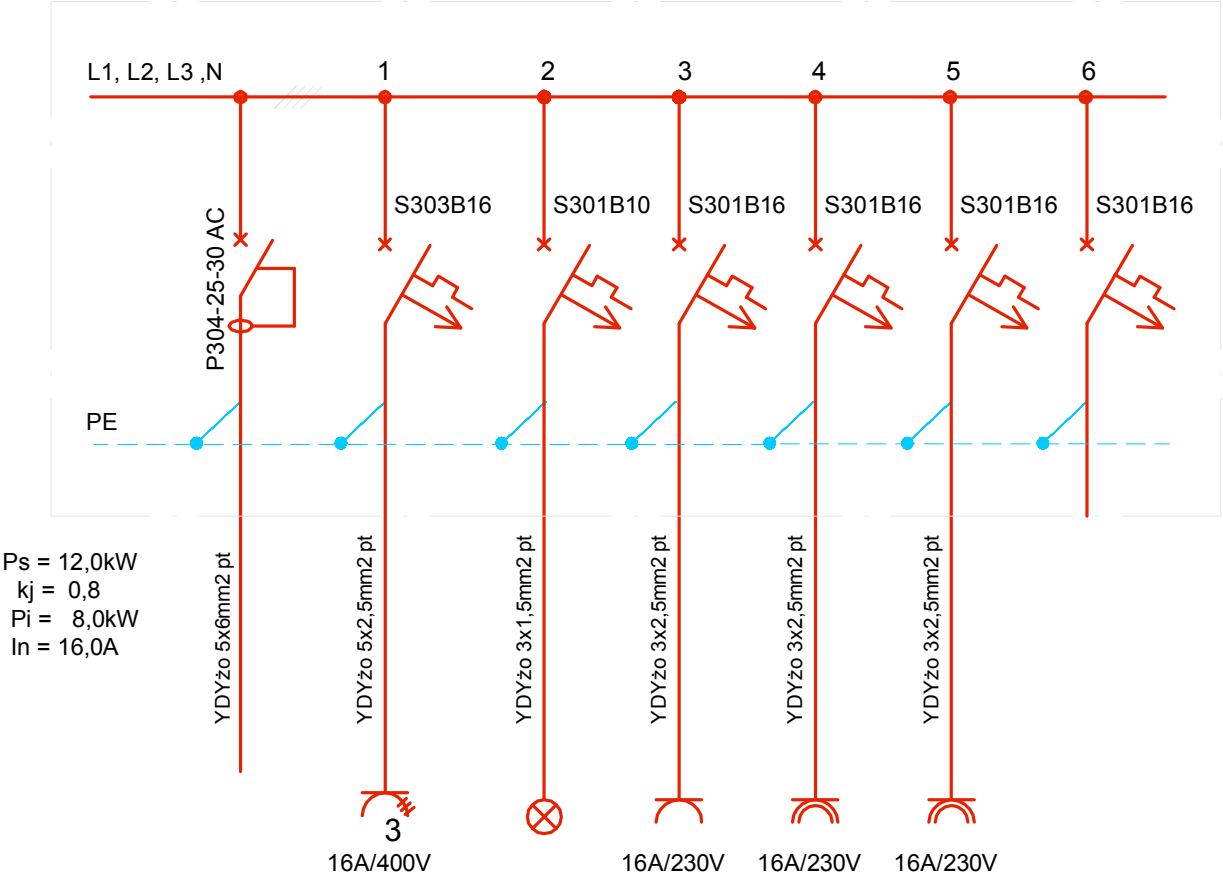 L1, L2, L3 ,N
1
2
3
4
5
6
P304-25-30 AC
S303B16
S301B10
S301B16
S301B16
S301B16
S301B16
PE
Ps = 12,0kW
kj = 0,8
Pi = 8,0kW
In = 16,0A
YDYżo 5x6mm2 pt
YDYżo 5x2,5mm2 pt
YDYżo 3x1,5mm2 pt
YDYżo 3x2,5mm2 pt
YDYżo 3x2,5mm2 pt
YDYżo 3x2,5mm2 pt
3
16A/400V
16A/230V
16A/230V
16A/230V